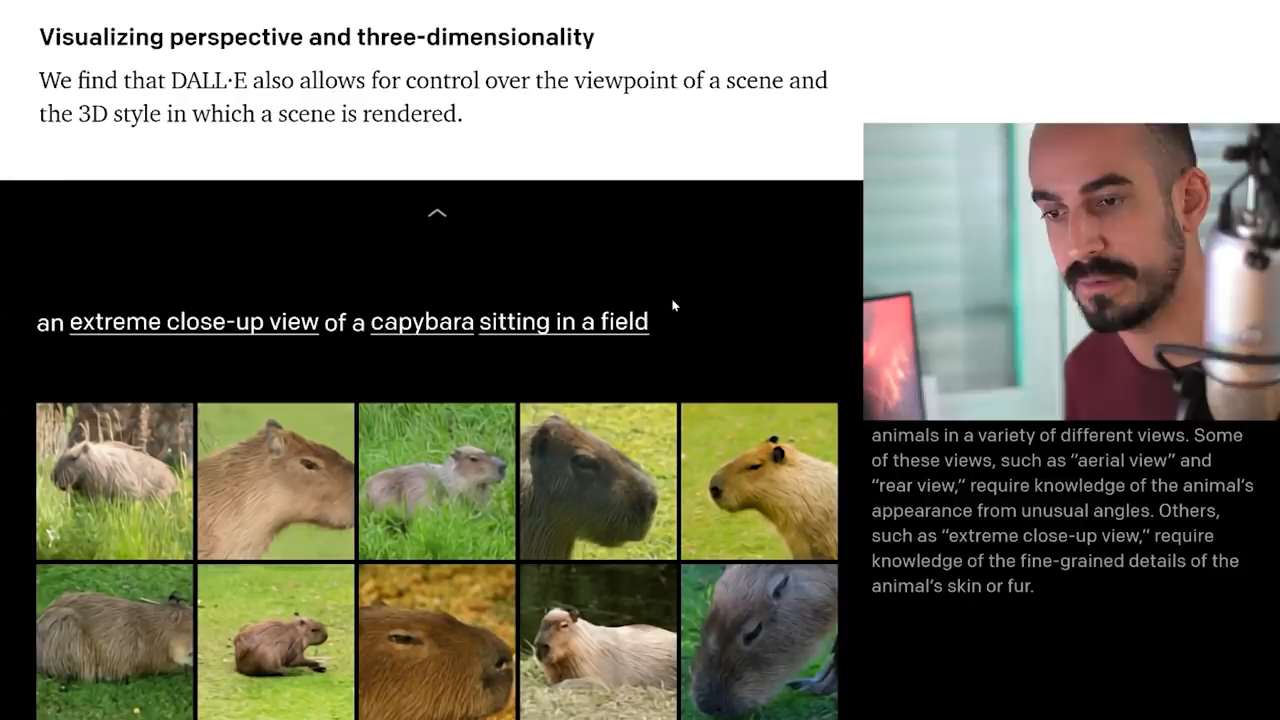 Visualizing perspective and three-dimensionality
We find that DALL·E also allows for control over the viewpoint of a scene and
the 3D style in which a scene is rendered.
an extreme close-up view of a capybara sitting in a field
animals in a variety of different views. Some
of these views, such as “aerial view” and
“rear view,” require knowledge of the animal’s
appearance from unusual angles. Others,
such as “extreme close-up view,” require
knowledge of the fine-grained details of the
animal’s skin or fur.